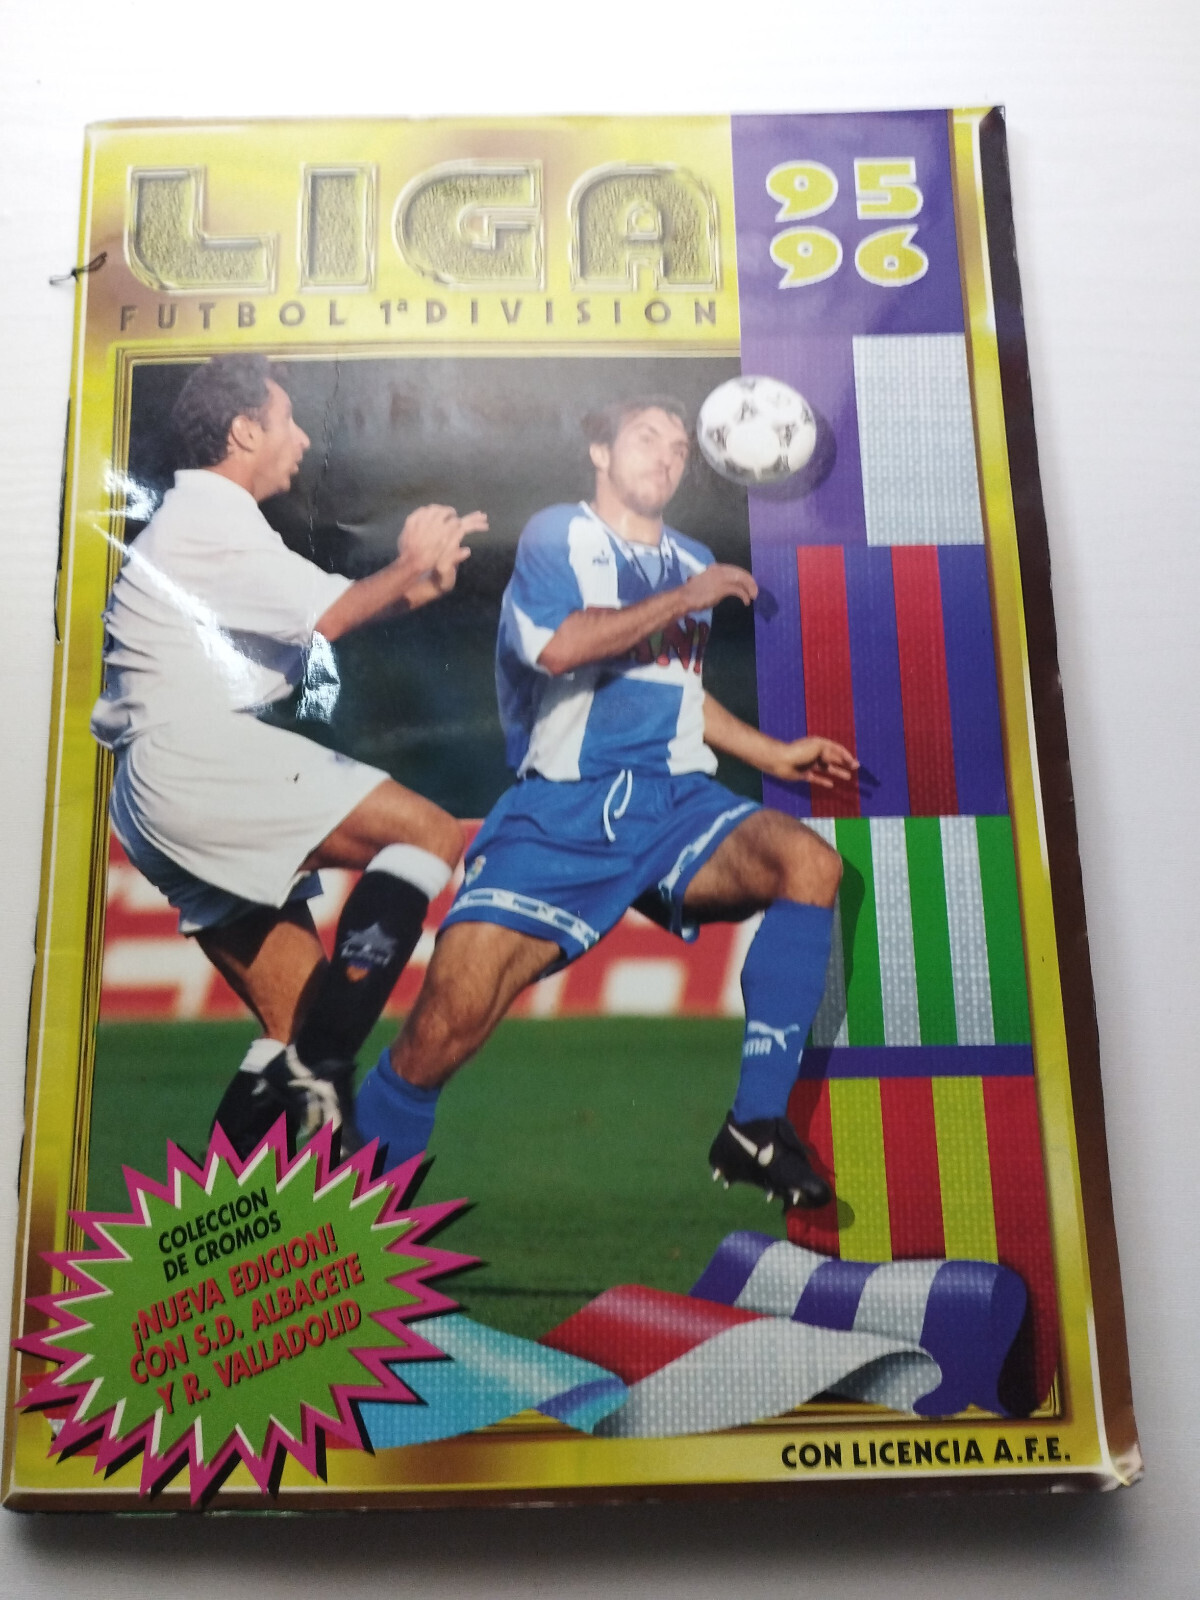 LIGA
95
96
FUTBOL 1ª DIVISION
COLECCION
DE CROMOS
¡NUEVA EDICION!
CON S.D. ALBACETE
Y R. VALLADOLID
CON LICENCIA A.F.E.